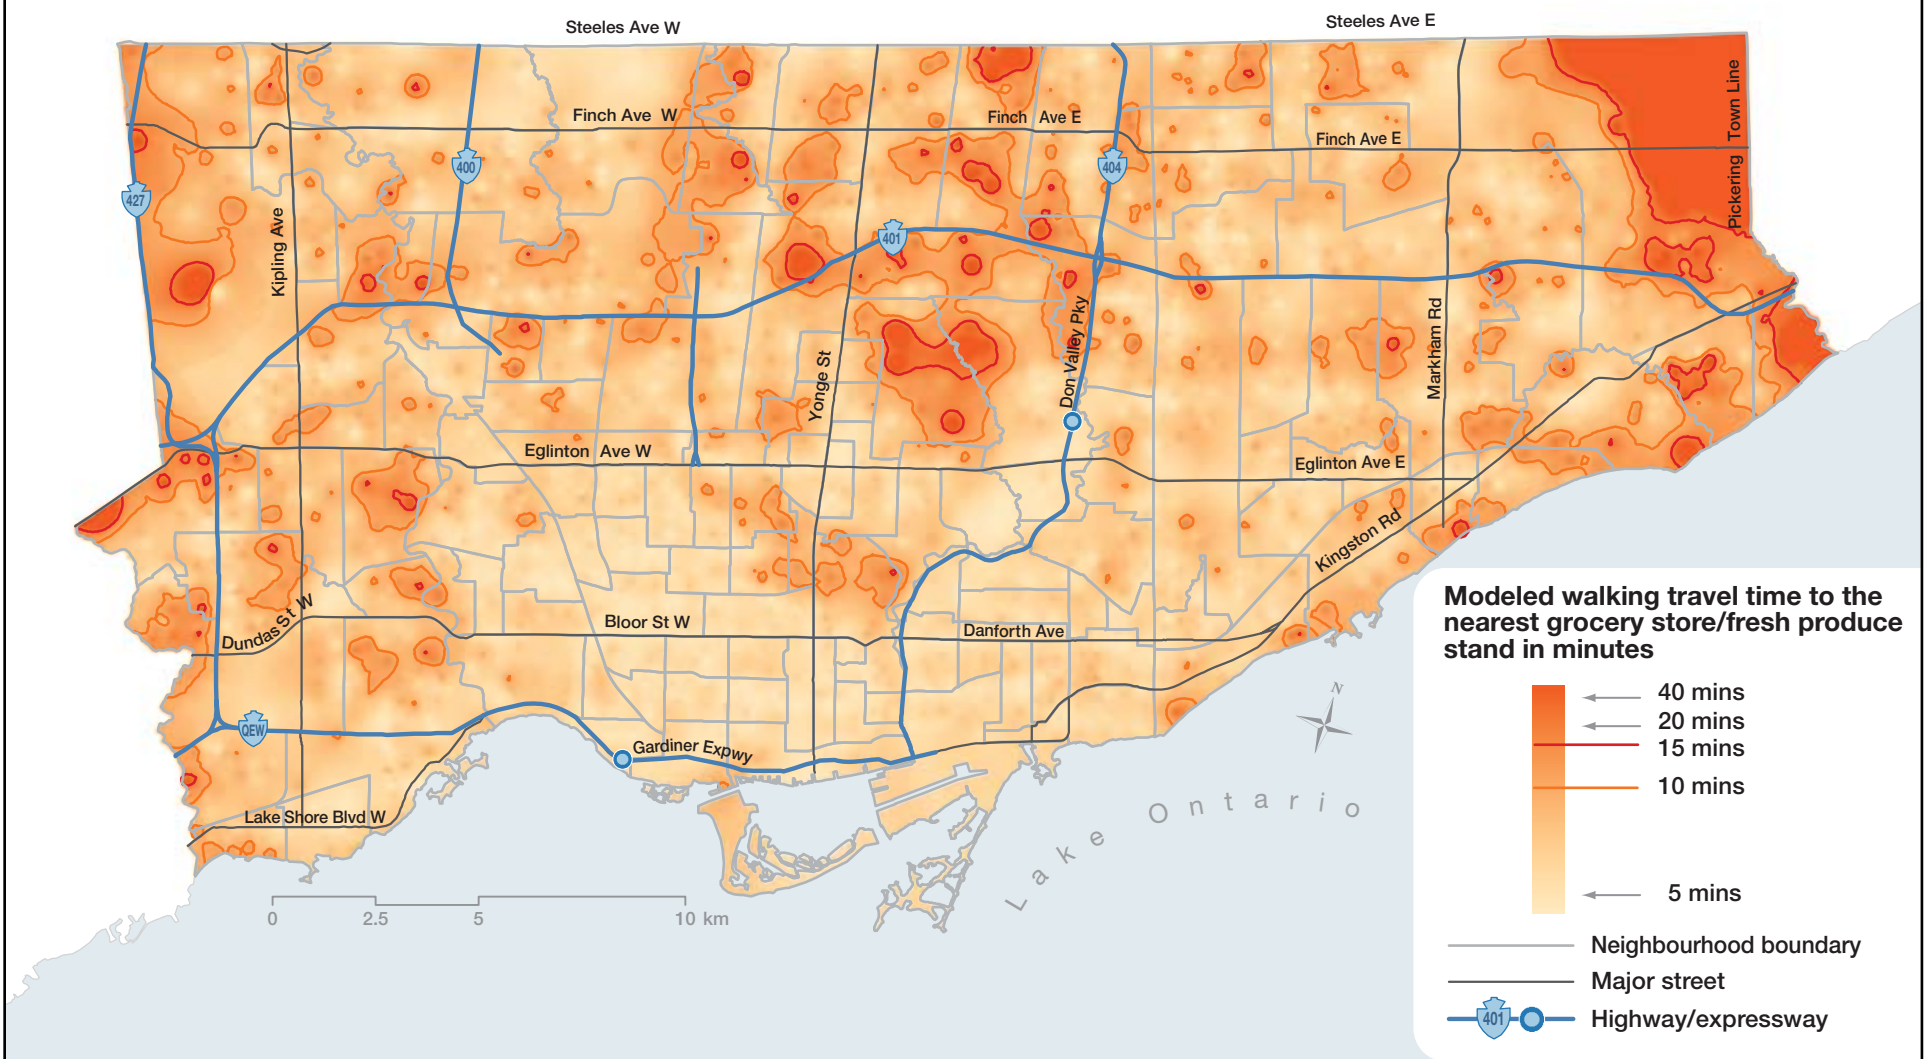 Steeles Ave W
Steeles Ave E
Finch Ave W
Finch Ave E
Finch Ave E
Pickering Town Line
427
400
404
401
Kipling Ave
Yonge St
Don Valley Pky
Markham Rd
Eglinton Ave W
Eglinton Ave E
Kingston Rd
Dundas St W
Bloor St W
Danforth Ave
QEW
Gardiner Expwy
Lake Shore Blvd W
Lake Ontario
N
0 2.5 5 10 km
Modeled walking travel time to the
nearest grocery store/fresh produce
stand in minutes
40 mins
20 mins
15 mins
10 mins
5 mins
Neighbourhood boundary
Major street
401 Highway/expressway